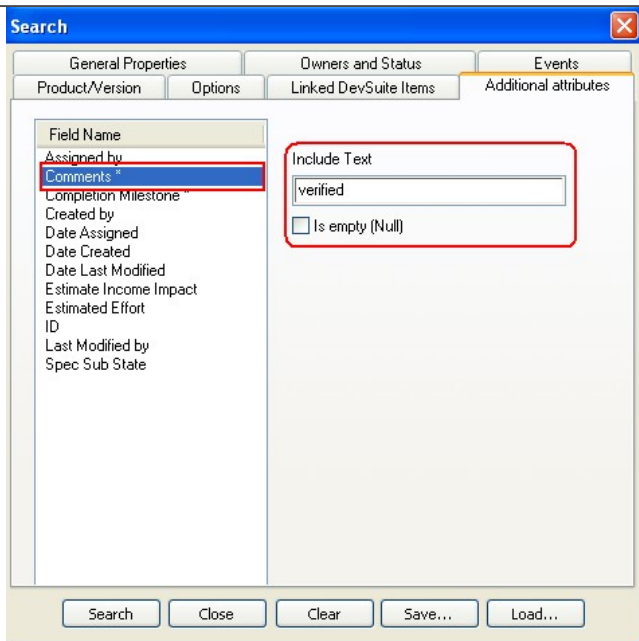 Search
General Properties
Owners and Status
Events
Product/Version
Options
Linked DevSuite Items
Additional attributes
Field Name
Assigned by
Comments *
Completion Milestone *
Created by
Date Assigned
Date Created
Date Last Modified
Estimate Income Impact
Estimated Effort
ID
Last Modified by
Spec Sub State
Include Text
verified
Is empty (Null)
Search
Close
Clear
Save...
Load...